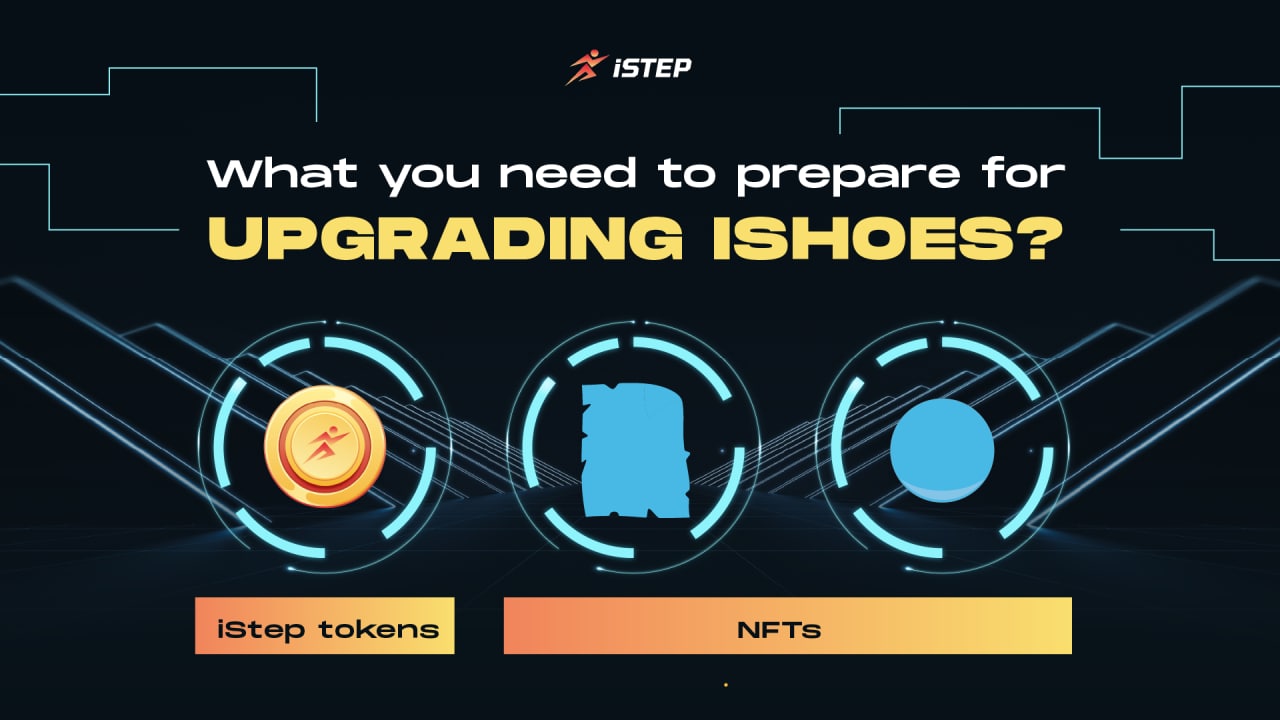 iSTEP
What you need to prepare for
UPGRADING ISHOES?
iStep tokens
NFTs